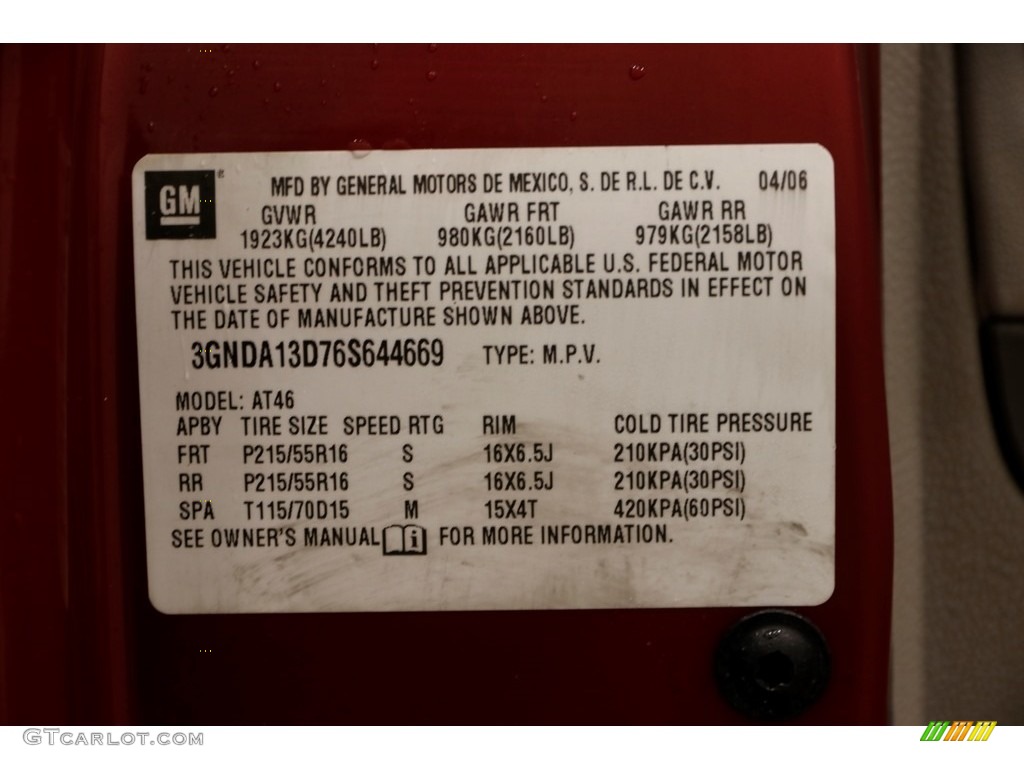 GM® MFD BY GENERAL MOTORS DE MEXICO, S. DE R.L. DE C.V. 04/06
GVWR GAWR FRT GAWR RR
1923KG(4240LB) 980KG(2160LB) 979KG(2158LB)
THIS VEHICLE CONFORMS TO ALL APPLICABLE U.S. FEDERAL MOTOR
VEHICLE SAFETY AND THEFT PREVENTION STANDARDS IN EFFECT ON
THE DATE OF MANUFACTURE SHOWN ABOVE.
3GNDA13D76S644669 TYPE: M.P.V.
MODEL: AT46
APBY TIRE SIZE SPEED RTG RIM COLD TIRE PRESSURE
FRT P215/55R16 S 16X6.5J 210KPA(30PSI)
RR P215/55R16 S 16X6.5J 210KPA(30PSI)
SPA T115/70D15 M 15X4T 420KPA(60PSI)
SEE OWNER'S MANUAL i FOR MORE INFORMATION.
GTCARLOT.COM